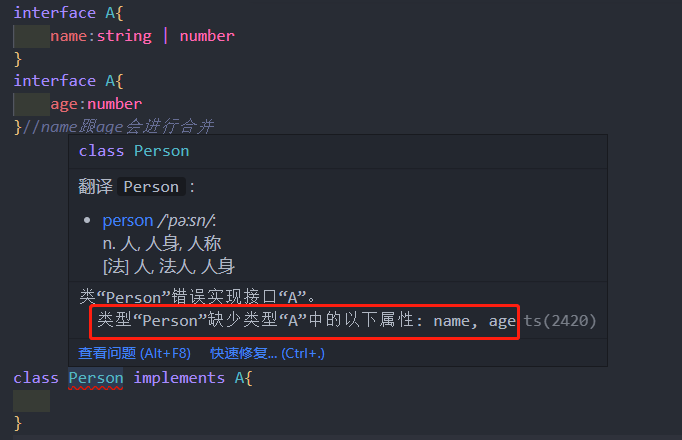 interface A{
name:string | number
}
interface A{
age:number
}//name跟age会进行合并
class Person
翻译 Person :
• person /'pə:sn/:
n. 人, 人身, 人称
[法] 人, 法人, 人身
类“Person”错误实现接口“A”。
类型“Person”缺少类型“A”中的以下属性: name, age ts(2420)
查看问题 (Alt+F8) 快速修复... (Ctrl+.)
class Person implements A{
}